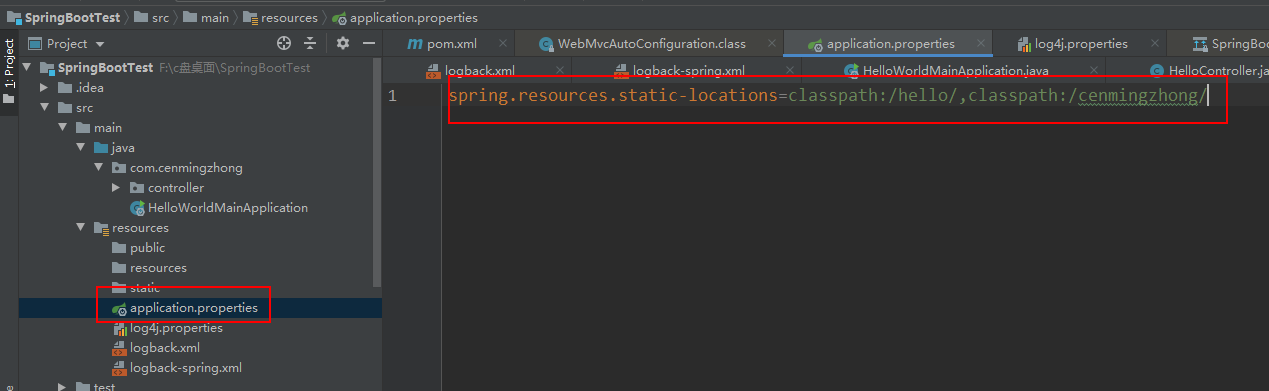 SpringBootTest src main resources application.properties
1: Project
Project
pom.xml WebMvcAutoConfiguration.class application.properties log4j.properties SpringBo
logback.xml logback-spring.xml HelloWorldMainApplication.java HelloController.ja
SpringBootTest F:\c盘桌面\SpringBootTest
.idea
src
main
java
com.cenmingzhong
controller
HelloWorldMainApplication
resources
public
resources
static
application.properties
log4j.properties
logback.xml
logback-spring.xml
test
1 spring.resources.static-locations=classpath:/hello/,classpath:/cenmingzhong/